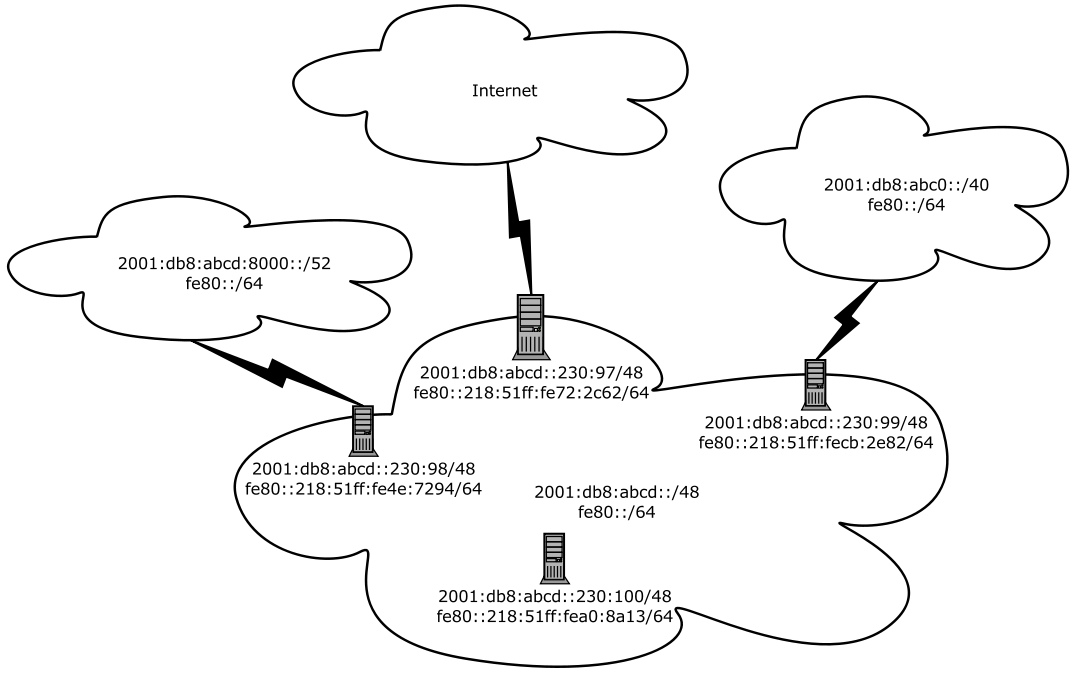 Internet
2001:db8:abc0::/40
fe80::/64
2001:db8:abcd:8000::/52
fe80::/64
2001:db8:abcd::230:97/48
fe80::218:51ff:fe72:2c62/64
2001:db8:abcd::230:99/48
fe80::218:51ff:fecb:2e82/64
2001:db8:abcd::230:98/48
fe80::218:51ff:fe4e:7294/64
2001:db8:abcd::/48
fe80::/64
2001:db8:abcd::230:100/48
fe80::218:51ff:fea0:8a13/64